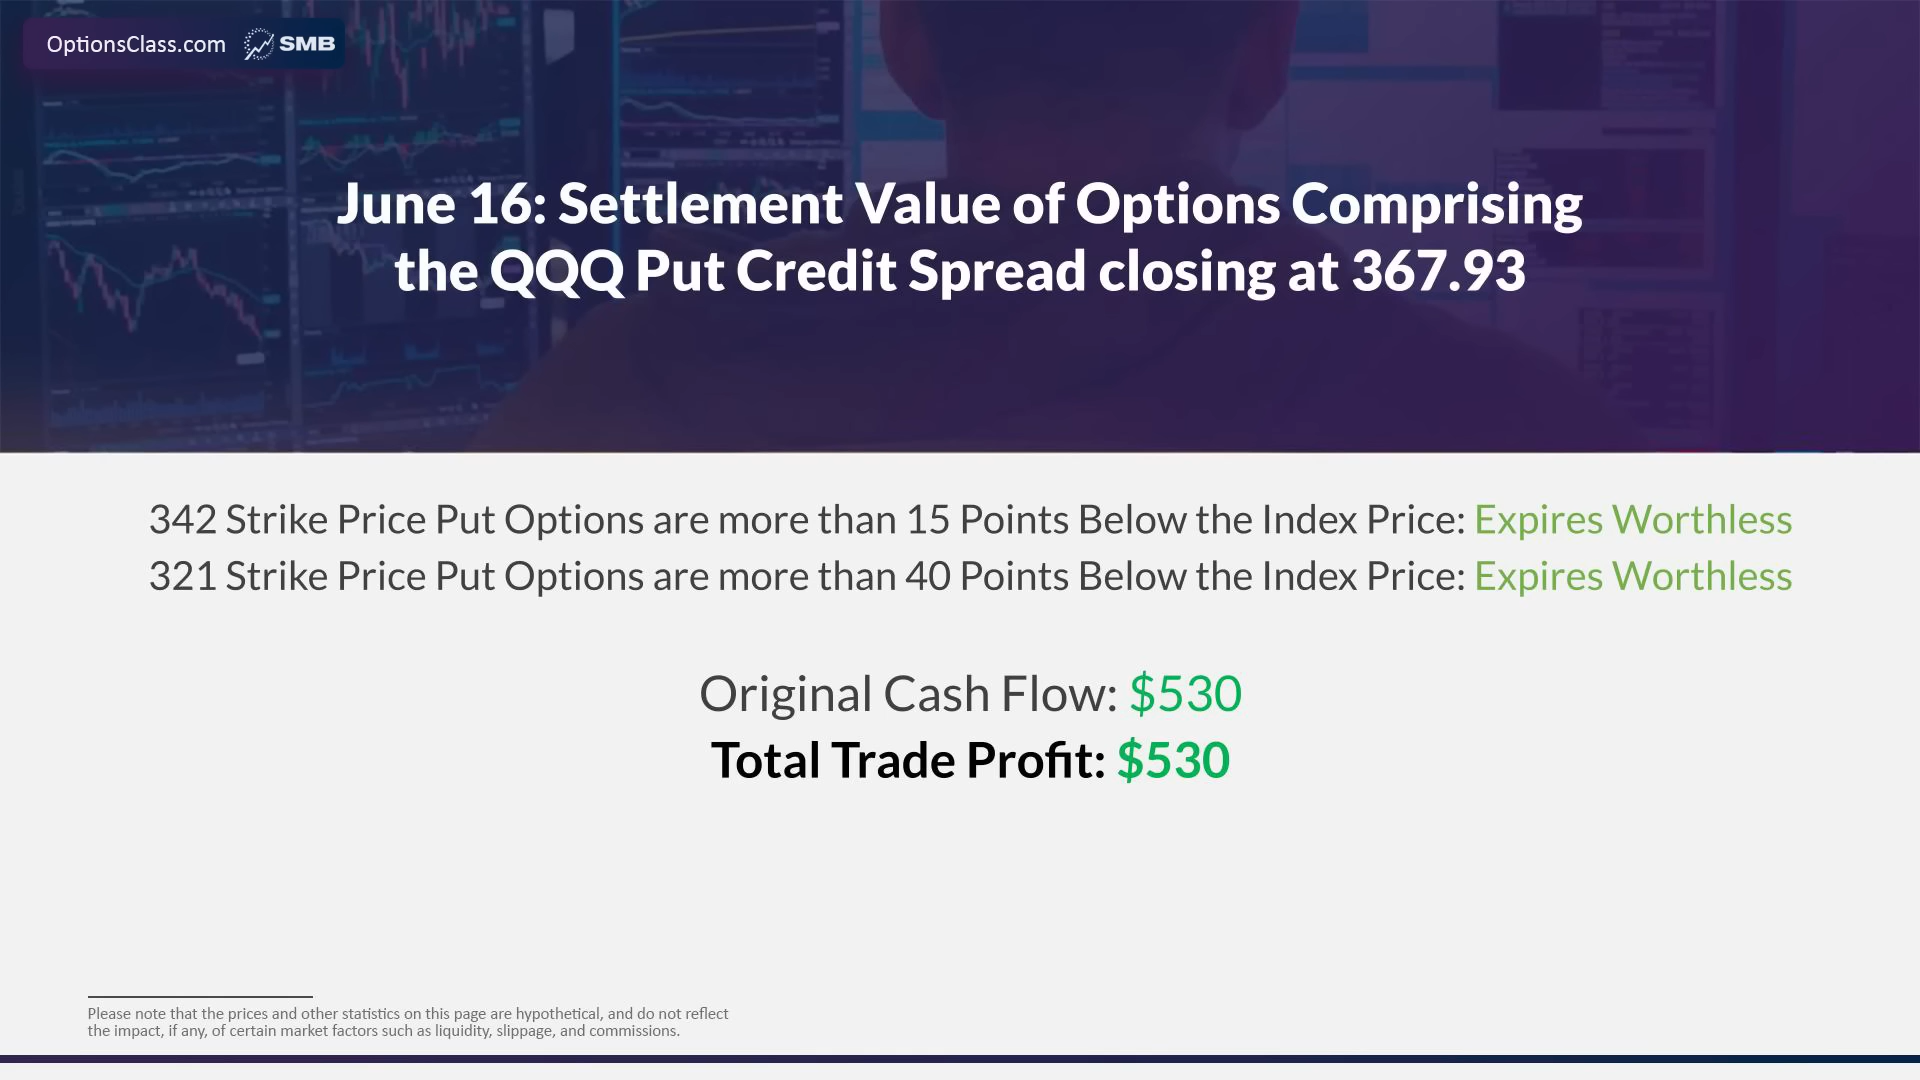 OptionsClass.com SMB
June 16: Settlement Value of Options Comprising
the QQQ Put Credit Spread closing at 367.93
342 Strike Price Put Options are more than 15 Points Below the Index Price: Expires Worthless
321 Strike Price Put Options are more than 40 Points Below the Index Price: Expires Worthless
Original Cash Flow: $530
Total Trade Profit: $530
Please note that the prices and other statistics on this page are hypothetical, and do not reflect
the impact, if any, of certain market factors such as liquidity, slippage, and commissions.